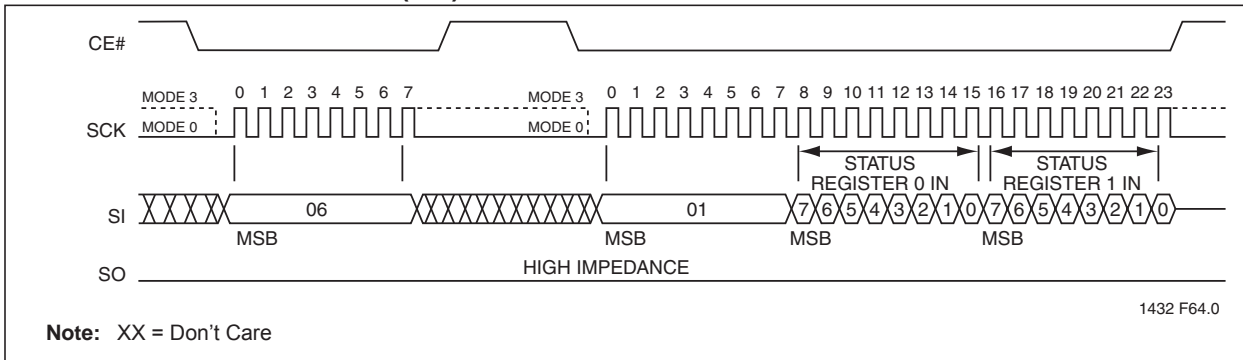 CE#
0 1 2 3 4 5 6 7 0 1 2 3 4 5 6 7 8 9 10 11 12 13 14 15 16 17 18 19 20 21 22 23
MODE 3 MODE 3
SCK MODE 0 MODE 0
STATUS STATUS
REGISTER 0 IN REGISTER 1 IN
SI 06 01 7 6 5 4 3 2 1 0 7 6 5 4 3 2 1 0
MSB MSB MSB MSB
SO HIGH IMPEDANCE
1432 F64.0
Note: XX = Don't Care